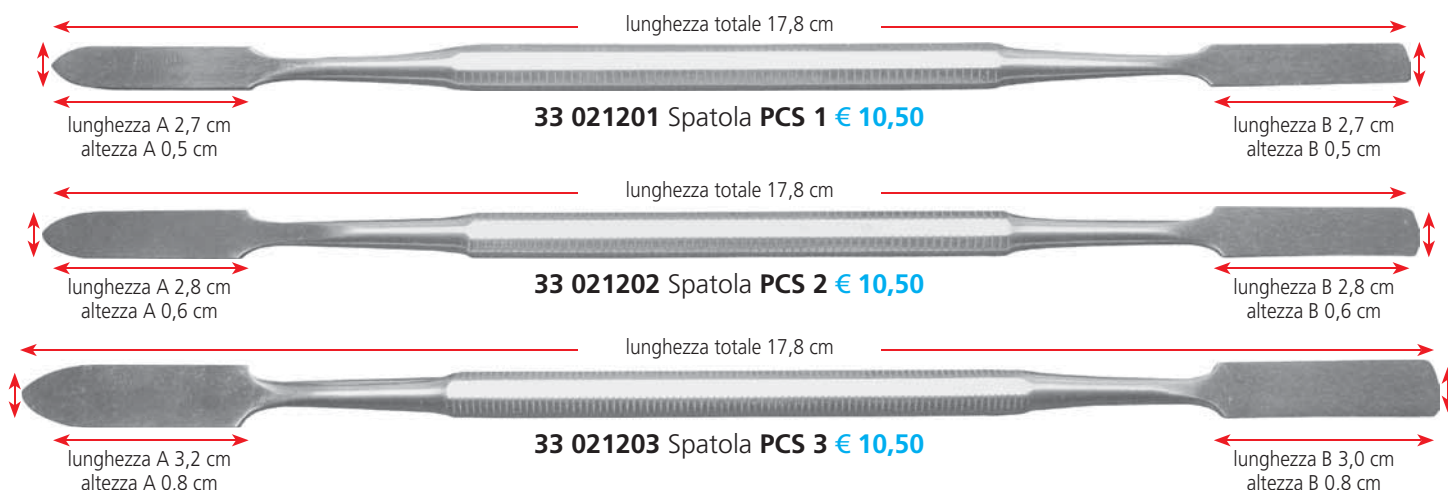 lunghezza totale 17,8 cm
33 021201 Spatola PCS 1 € 10,50
lunghezza A 2,7 cm
altezza A 0,5 cm
lunghezza B 2,7 cm
altezza B 0,5 cm
lunghezza totale 17,8 cm
33 021202 Spatola PCS 2 € 10,50
lunghezza A 2,8 cm
altezza A 0,6 cm
lunghezza B 2,8 cm
altezza B 0,6 cm
lunghezza totale 17,8 cm
33 021203 Spatola PCS 3 € 10,50
lunghezza A 3,2 cm
altezza A 0,8 cm
lunghezza B 3,0 cm
altezza B 0,8 cm